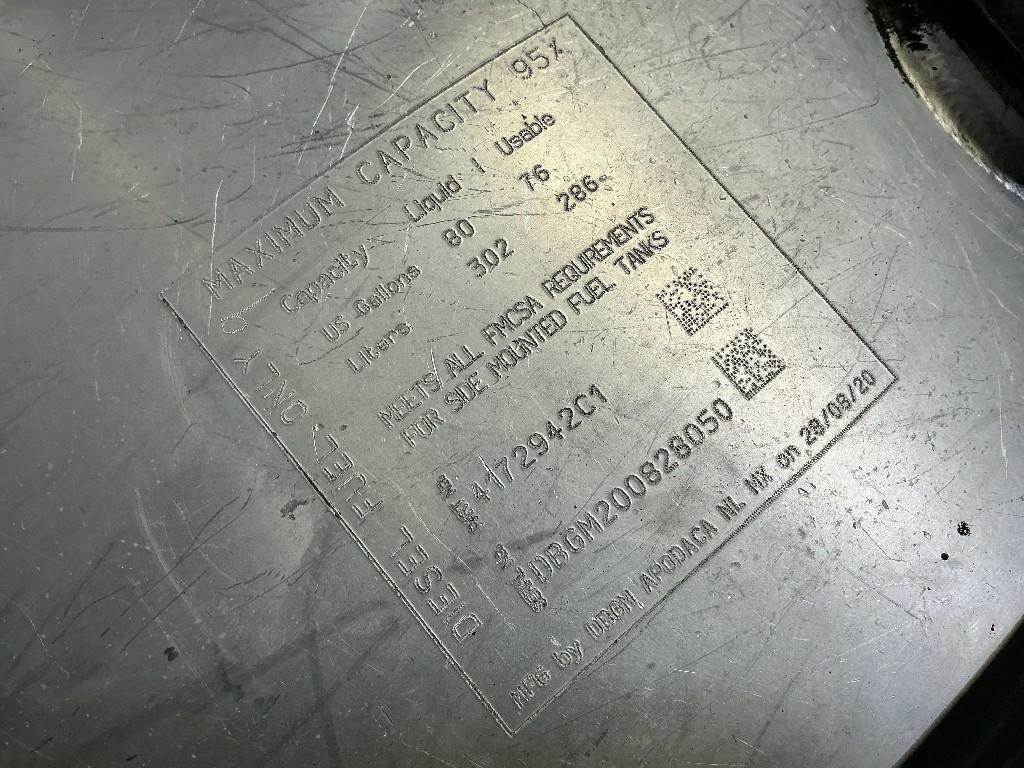 MAXIMUM CAPACITY 95%
Capacity: Liquid | Usable
US Gallons 80 76
Liters 302 286
MEETS ALL FMCSA REQUREMENTS
FOR SIDE MOUNTED FUEL TANKS
4172942C1
DBGM200828050
MFG by DBGM APODACA NL MX on 28/08/20
DIESEL FUEL ONLY